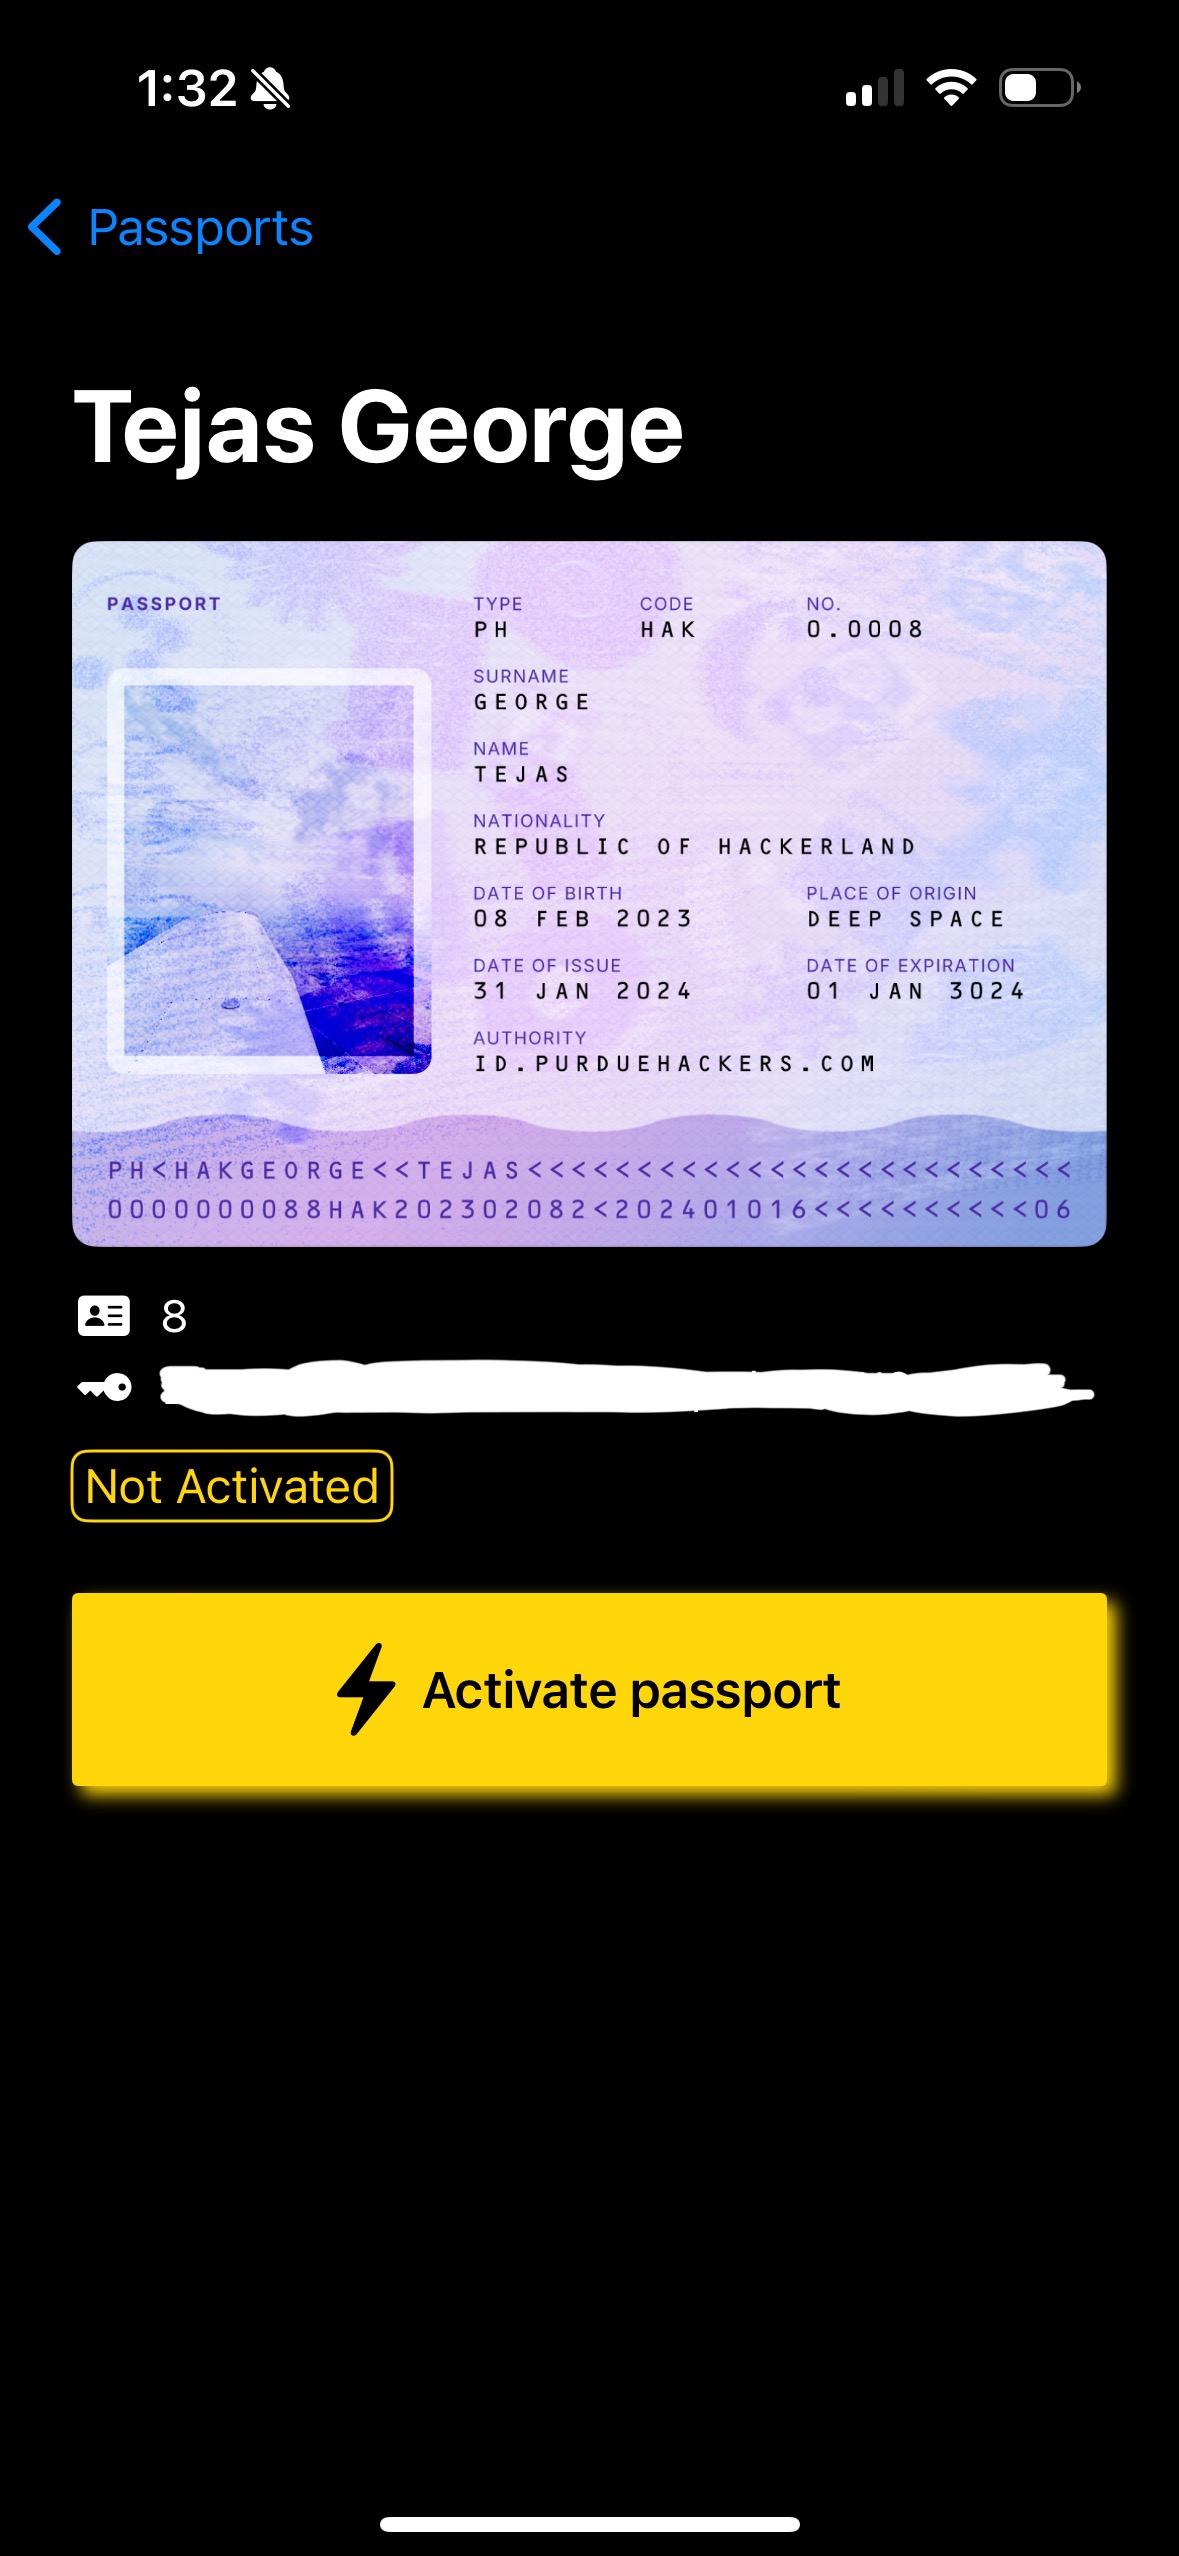 1:32
Passports
Tejas George
PASSPORT
TYPE CODE NO.
PH HAK 0.0008
SURNAME
GEORGE
NAME
TEJAS
NATIONALITY
REPUBLIC OF HACKERLAND
DATE OF BIRTH PLACE OF ORIGIN
08 FEB 2023 DEEP SPACE
DATE OF ISSUE DATE OF EXPIRATION
31 JAN 2024 01 JAN 3024
AUTHORITY
ID.PURDUEHACKERS.COM
PH<HAKGEORGE<<TEJAS<<<<<<<<<<<<<<<<<<<<<<<<<
0000000088HAK202302082<202401016<<<<<<<<<<06
8
Not Activated
Activate passport